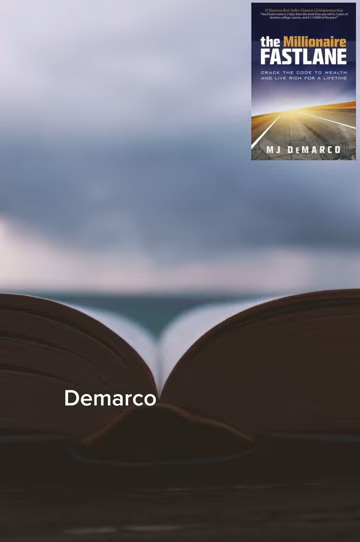 the Millionaire
FASTLANE
CRACK THE CODE TO WEALTH
AND LIVE RICH FOR A LIFETIME
MJ DEMARCO
Demarco